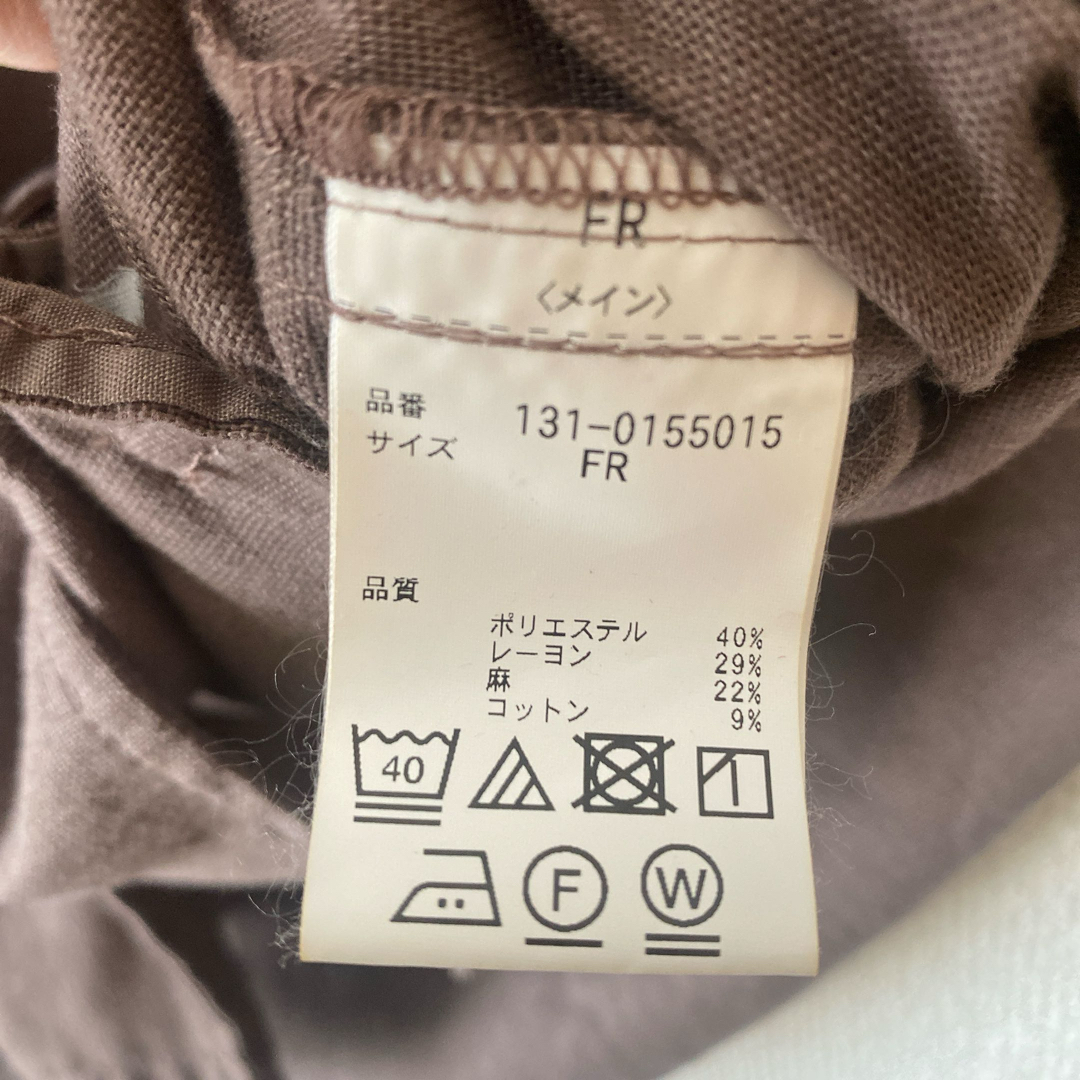 FR
〈メイン〉
品番 131-0155015
サイズ FR
品質
ポリエステル 40%
レーヨン 29%
麻 22%
コットン 9%
40
F W